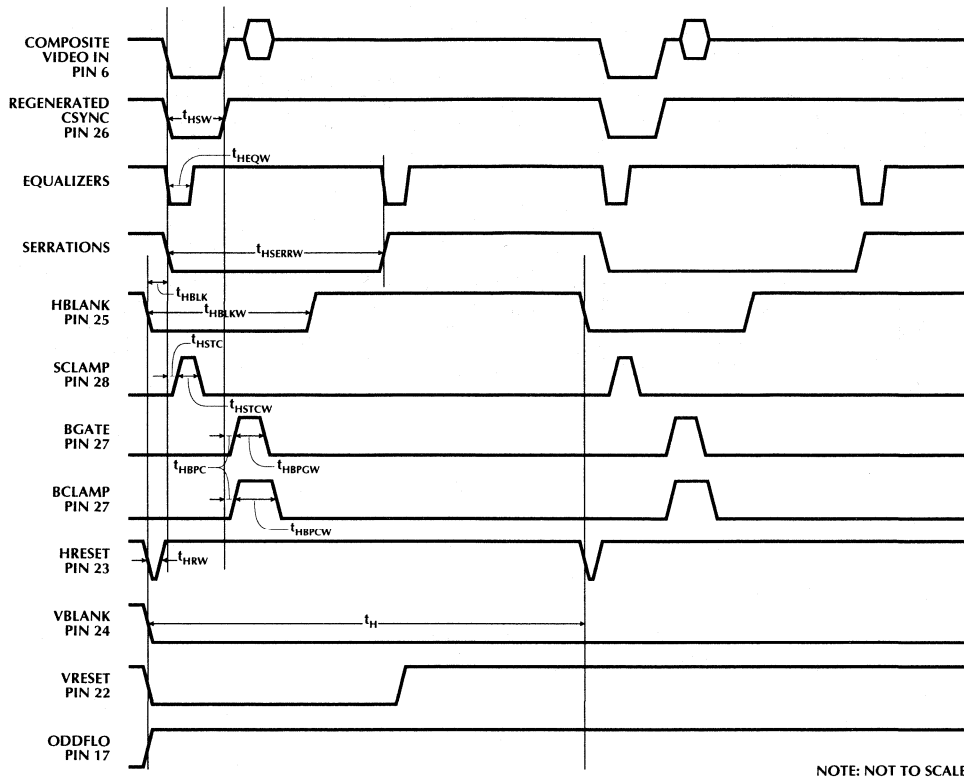 COMPOSITE
VIDEO IN
PIN 6
REGENERATED
CSYNC
PIN 26
tHSW
tHEQW
EQUALIZERS
SERRATIONS
tHSERRW
tHBLK
HBLANK
PIN 25
tHBLKW
tHSTC
SCLAMP
PIN 28
tHSTCW
BGATE
PIN 27
tHBPC
tHBPGW
BCLAMP
PIN 27
tHBPCW
HRESET
PIN 23
tHRW
VBLANK
PIN 24
tH
VRESET
PIN 22
ODDFLO
PIN 17
NOTE: NOT TO SCALE